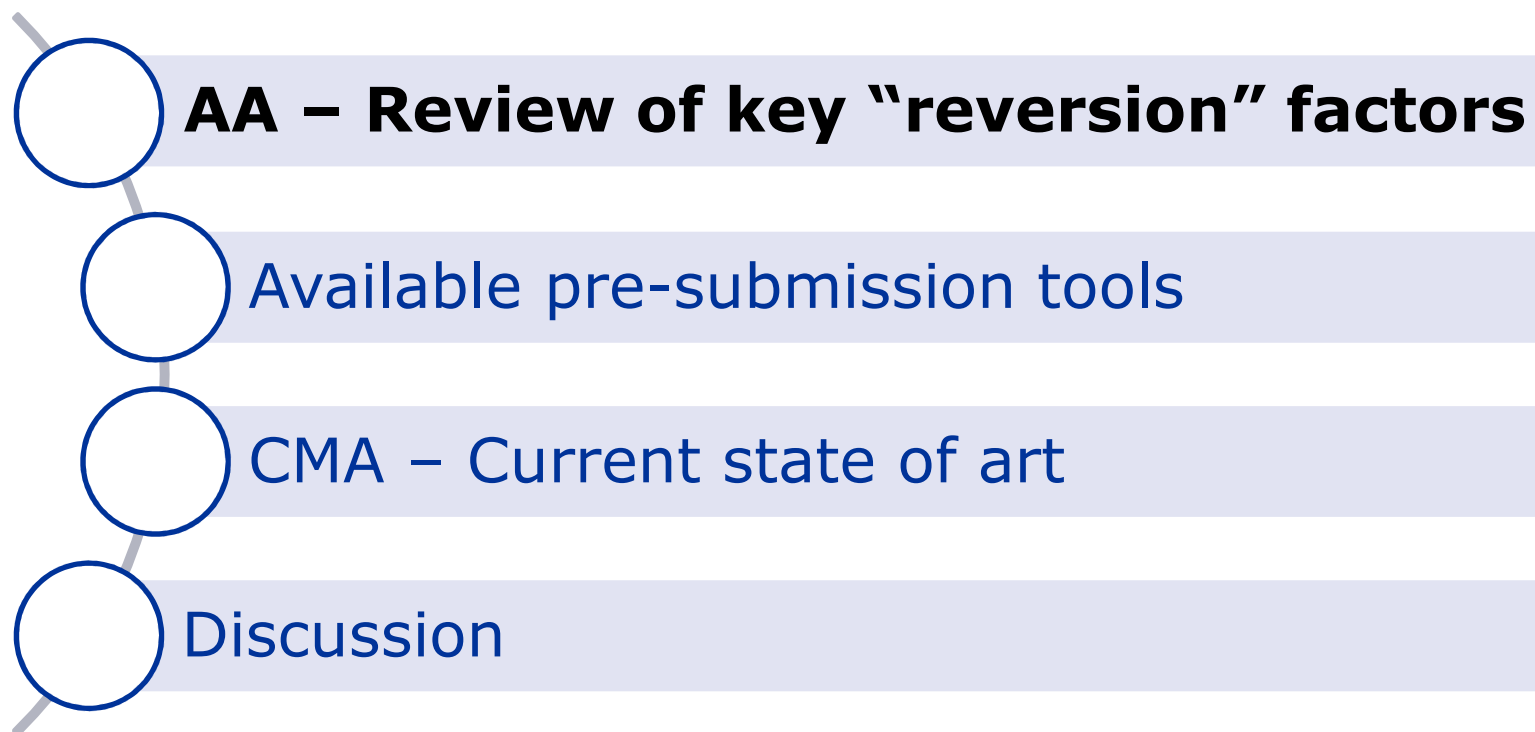 AA – Review of key “reversion” factors
Available pre-submission tools
CMA – Current state of art
Discussion